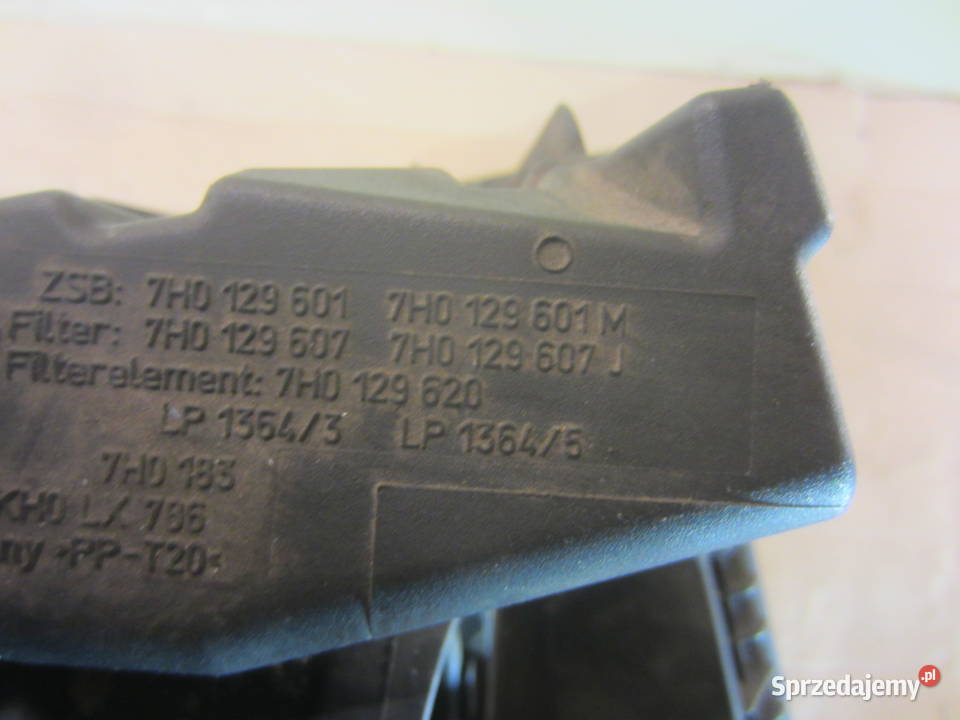 ZSB: 7H0 129 601 7H0 129 601 M
Filter: 7H0 129 607 7H0 129 607 J
Filterelement: 7H0 129 620
LP 1364/3 LP 1364/5
7H0 183
LX 786
>PP-T20<
Sprzedajemy.pl